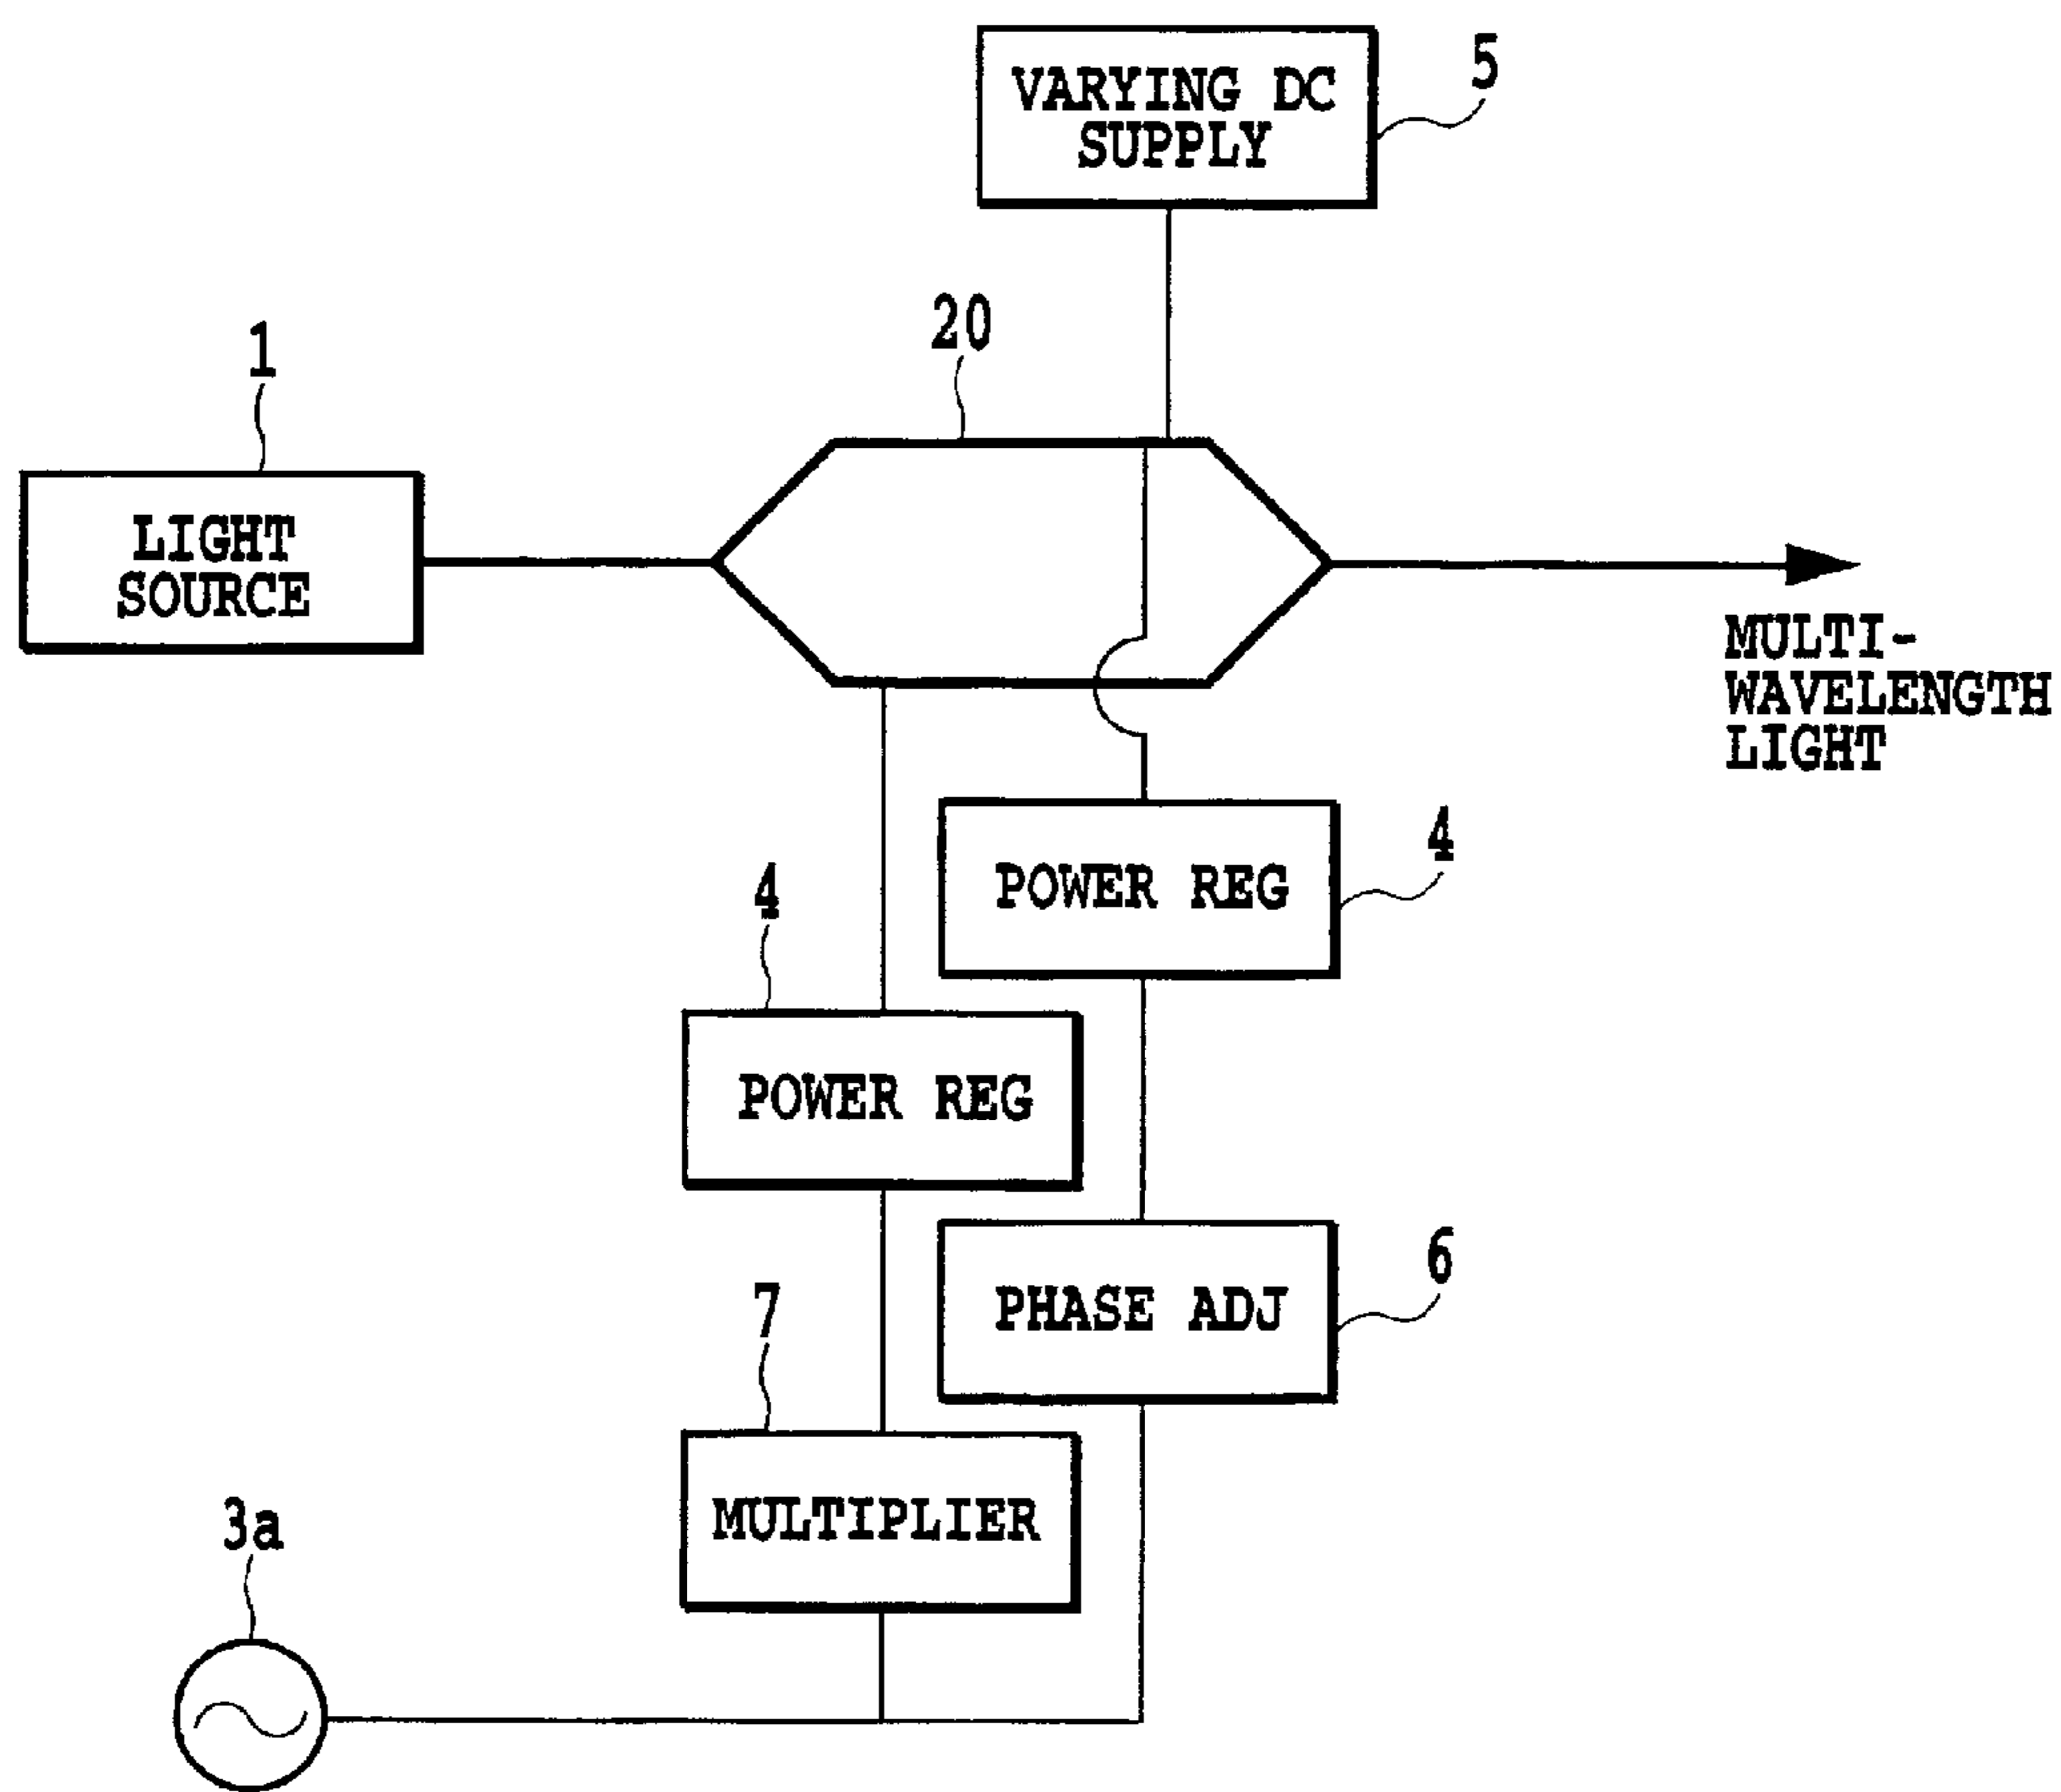 VARYING DC
SUPPLY
5
20
1
LIGHT
SOURCE
MULTI-
WAVELENGTH
LIGHT
4
POWER REG
4
POWER REG
6
PHASE ADJ
7
MULTIPLIER
3a